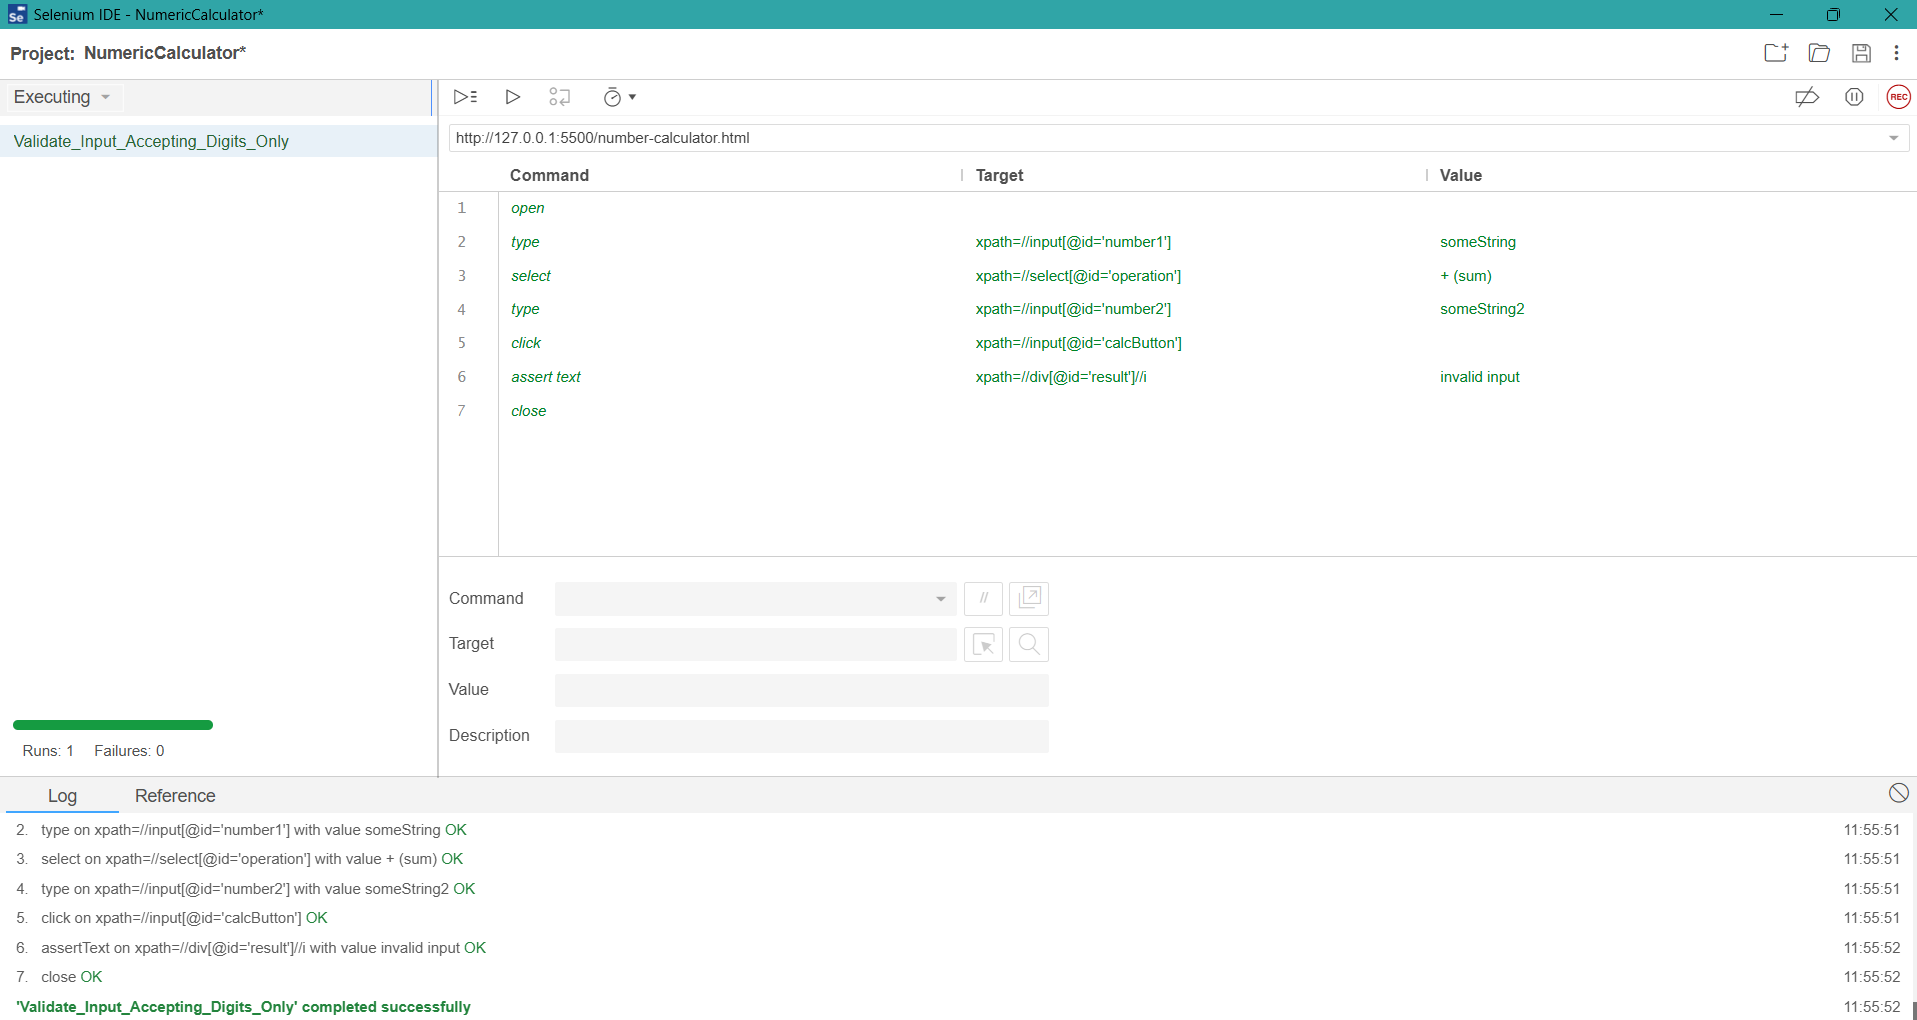 Se Selenium IDE - NumericCalculator*
Project: NumericCalculator*
Executing
REC
Validate_Input_Accepting_Digits_Only
http://127.0.0.1:5500/number-calculator.html
Command Target Value
1 open
2 type xpath=//input[@id='number1'] someString
3 select xpath=//select[@id='operation'] + (sum)
4 type xpath=//input[@id='number2'] someString2
5 click xpath=//input[@id='calcButton']
6 assert text xpath=//div[@id='result']//i invalid input
7 close
Command //
Target
Value
Description
Runs: 1 Failures: 0
Log Reference
2. type on xpath=//input[@id='number1'] with value someString OK 11:55:51
3. select on xpath=//select[@id='operation'] with value + (sum) OK 11:55:51
4. type on xpath=//input[@id='number2'] with value someString2 OK 11:55:51
5. click on xpath=//input[@id='calcButton'] OK 11:55:51
6. assertText on xpath=//div[@id='result']//i with value invalid input OK 11:55:52
7. close OK 11:55:52
'Validate_Input_Accepting_Digits_Only' completed successfully 11:55:52